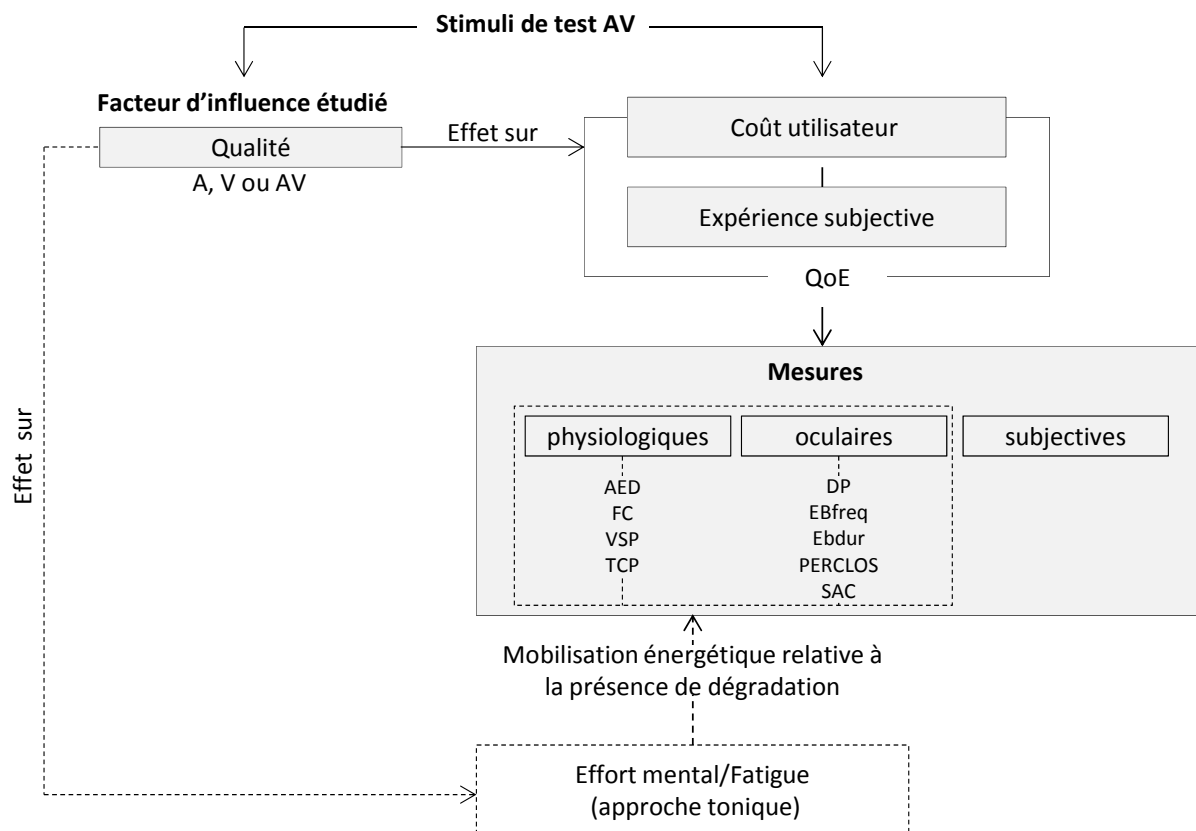 Stimuli de test AV
Facteur d'influence étudié
Qualité
A, V ou AV
Effet sur
Coût utilisateur
Expérience subjective
QoE
Mesures
physiologiques
oculaires
subjectives
AED
FC
VSP
TCP
DP
EBfreq
Ebdur
PERCLOS
SAC
Effet sur
Mobilisation énergétique relative à
la présence de dégradation
Effort mental/Fatigue
(approche tonique)